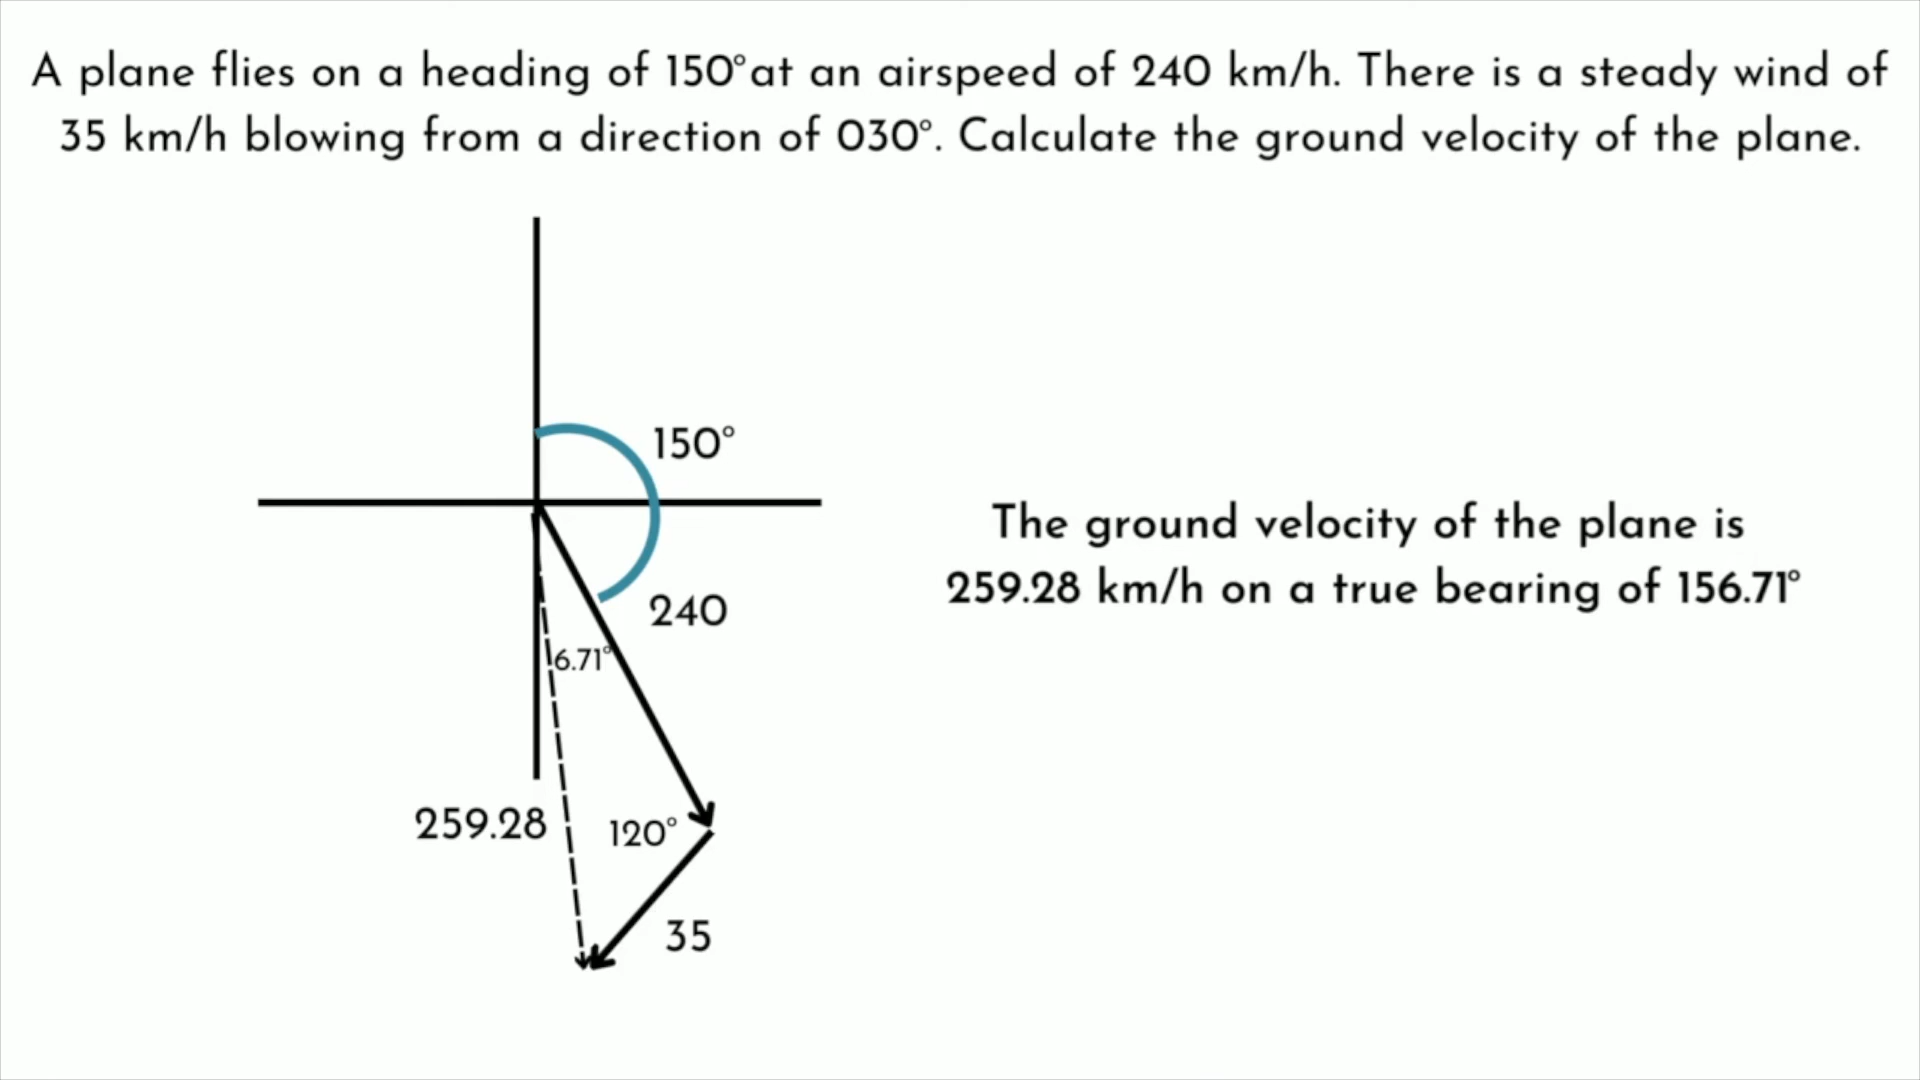 A plane flies on a heading of 150° at an airspeed of 240 km/h. There is a steady wind of
35 km/h blowing from a direction of 030°. Calculate the ground velocity of the plane.
150°
The ground velocity of the plane is
259.28 km/h on a true bearing of 156.71°
240
6.71°
259.28
120°
35